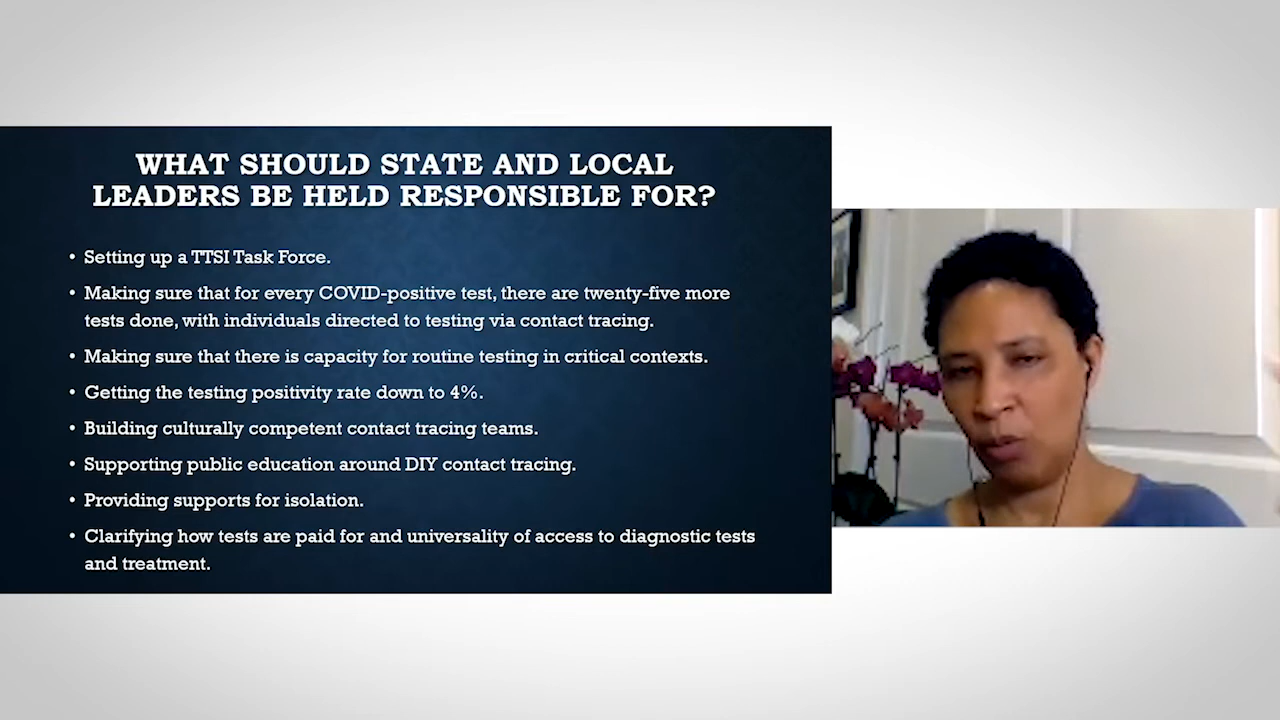 WHAT SHOULD STATE AND LOCAL
LEADERS BE HELD RESPONSIBLE FOR?
• Setting up a TTSI Task Force.
• Making sure that for every COVID-positive test, there are twenty-five more
tests done, with individuals directed to testing via contact tracing.
• Making sure that there is capacity for routine testing in critical contexts.
• Getting the testing positivity rate down to 4%.
• Building culturally competent contact tracing teams.
• Supporting public education around DIY contact tracing.
• Providing supports for isolation.
• Clarifying how tests are paid for and universality of access to diagnostic tests
and treatment.